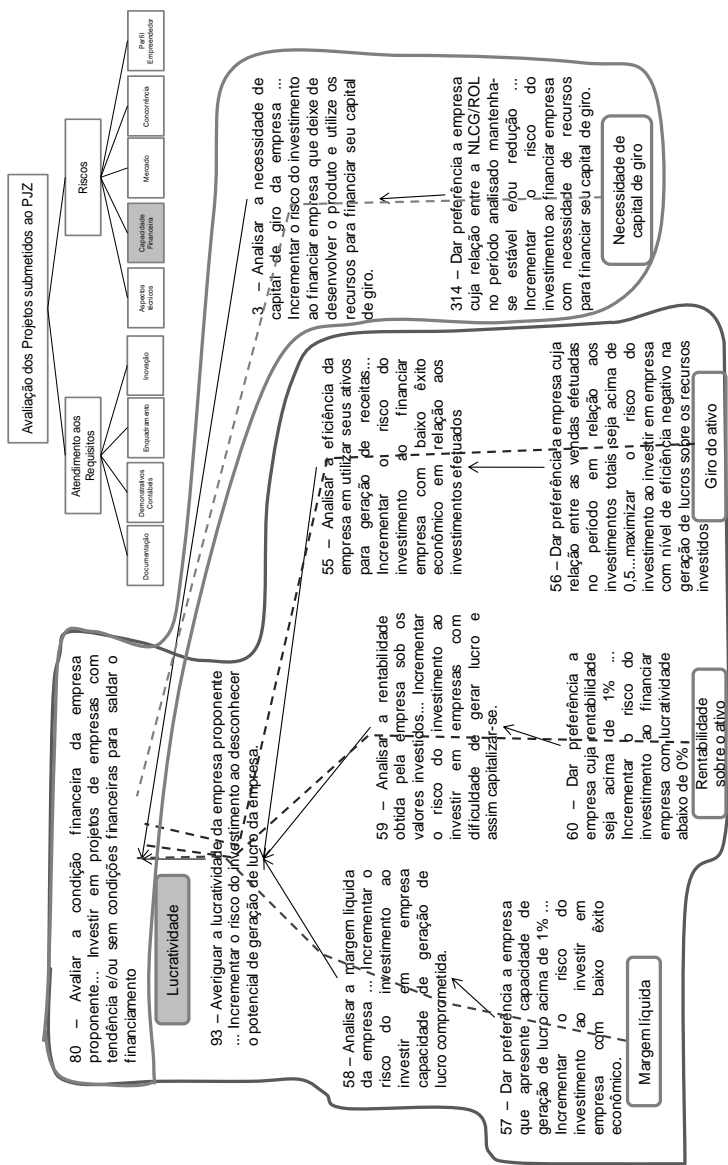 Avaliação dos Projetos submetidos ao PJZ
Atendimento aos
Requisitos
Riscos
Documentação
Demonstrativos
Contábeis
Enquadramento
Inovação
Aspectos
técnicos
Capacidade
Financeira
Mercado
Concorrência
Perfil
Empreendedor
80 – Avaliar a condição financeira da empresa
proponente... Investir em projetos de empresas com
tendência e/ou sem condições financeiras para saldar o
financiamento
Lucratividade
93 – Averiguar a lucratividade da empresa proponente
... Incrementar o risco do investimento ao desconhecer
o potencial de geração de lucro da empresa.
58 – Analisar a margem líquida
da empresa ... Incrementar o
risco do investimento ao
investir em empresa
capacidade de geração de
lucro comprometida.
57 – Dar preferência a empresa
que apresente capacidade de
geração de lucro acima de 1% ...
Incrementar o risco do
investimento ao investir em
empresa com baixo êxito
econômico.
Margem líquida
59 – Analisar a rentabilidade
obtida pela empresa sob os
valores investidos... Incrementar
o risco do investimento ao
investir em empresas com
dificuldade de gerar lucro e
assim capitalizar-se.
60 – Dar preferência a
empresa cuja rentabilidade
seja acima de 1% ...
Incrementar o risco do
investimento ao financiar
empresa com lucratividade
abaixo de 0%
Rentabilidade
sobre o ativo
55 – Analisar a eficiência da
empresa em utilizar seus ativos
para geração de receitas...
Incrementar o risco do
investimento ao financiar
empresa com baixo êxito
econômico em relação aos
investimentos efetuados
56 – Dar preferência a empresa cuja
relação entre as vendas efetuadas
no período em relação aos
investimentos totais seja acima de
0,5...maximizar o risco do
investimento ao investir em empresa
com nível de eficiência negativo na
geração de lucros sobre os recursos
investidos
Giro do ativo
3 – Analisar a necessidade de
capital de giro da empresa ...
Incrementar o risco do investimento
ao financiar empresa que deixe de
desenvolver o produto e utilize os
recursos para financiar seu capital
de giro.
314 – Dar preferência a empresa
cuja relação entre a NLCG/ROL
no período analisado mantenha-
se estável e/ou redução ...
Incrementar o risco do
investimento ao financiar empresa
com necessidade de recursos
para financiar seu capital de giro.
Necessidade de
capital de giro